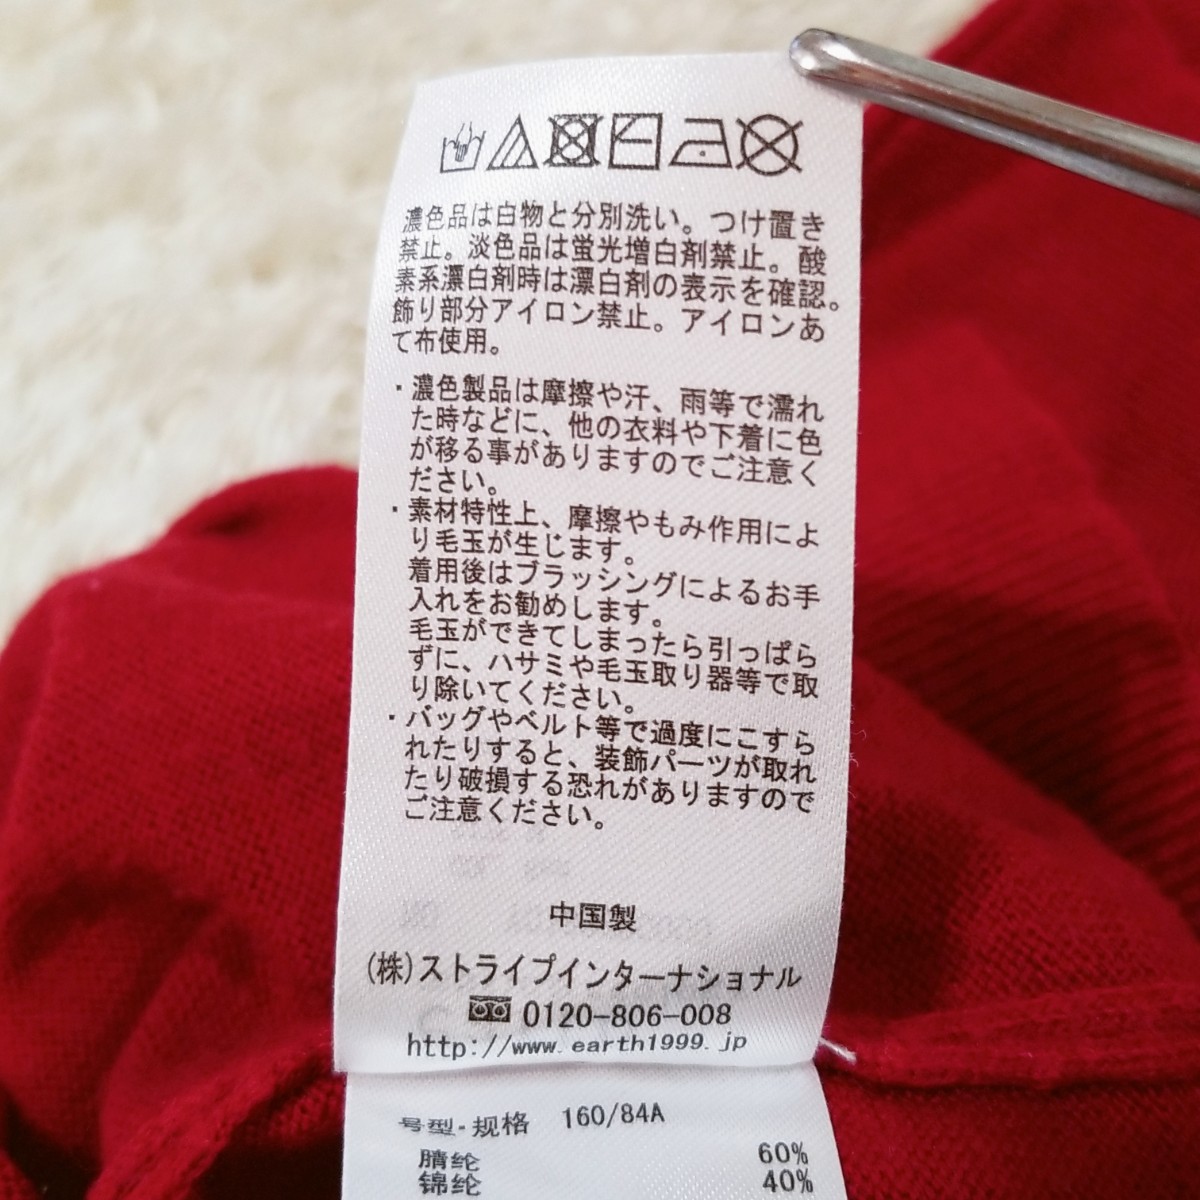 濃色品は白物と分別洗い。つけ置き
禁止。淡色品は蛍光増白剤禁止。酸
素系漂白剤時は漂白剤の表示を確認。
飾り部分アイロン禁止。アイロンあ
て布使用。
・濃色製品は摩擦や汗、雨等で濡れ
た時などに、他の衣料や下着に色
が移る事がありますのでご注意く
ださい。
・素材特性上、摩擦やもみ作用によ
り毛玉が生じます。
着用後はブラッシングによるお手
入れをお勧めします。
毛玉ができてしまったら引っぱら
ずに、ハサミや毛玉取り器等で取
り除いてください。
・バッグやベルト等で過度にこすら
れたりすると、装飾パーツが取れ
たり破損する恐れがありますので
ご注意ください。
中国製
(株)ストライプインターナショナル
0120-806-008
http://www.earth1999.jp
号型·规格 160/84A
腈纶 60%
锦纶 40%